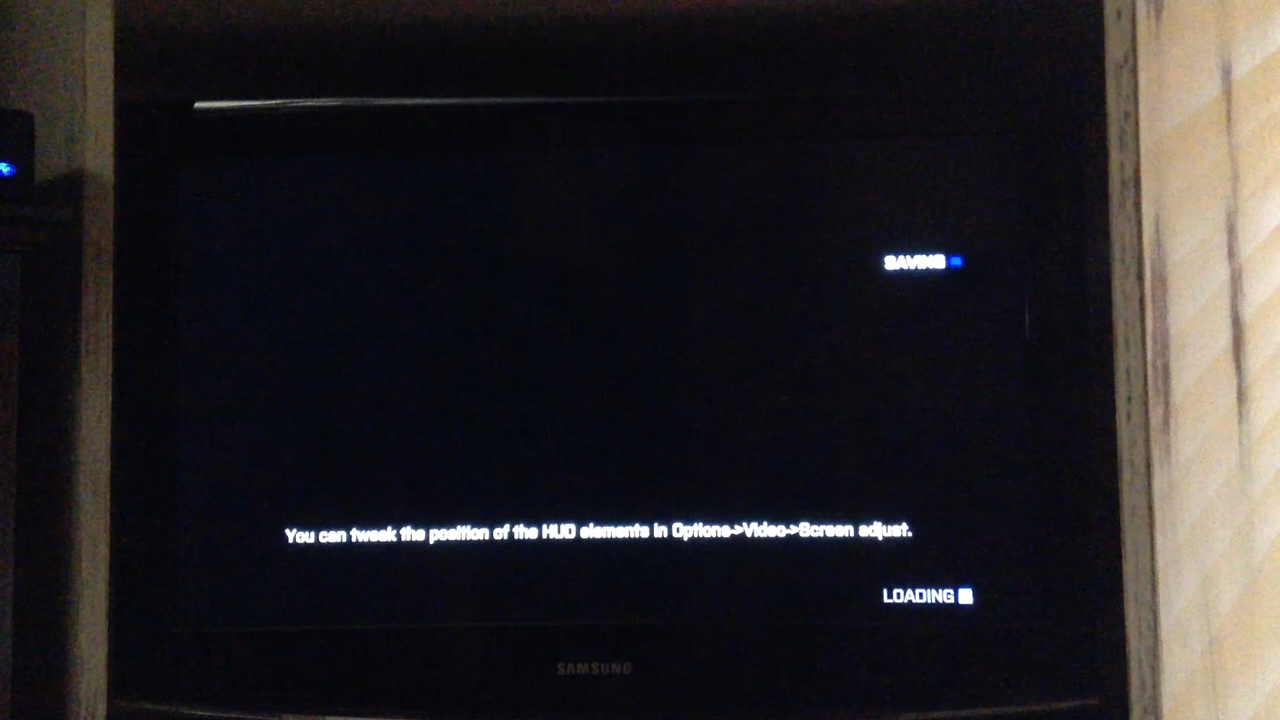 SAVING
You can tweak the position of the HUD elements in Options->Video->Screen adjust.
LOADING
SAMSUNG